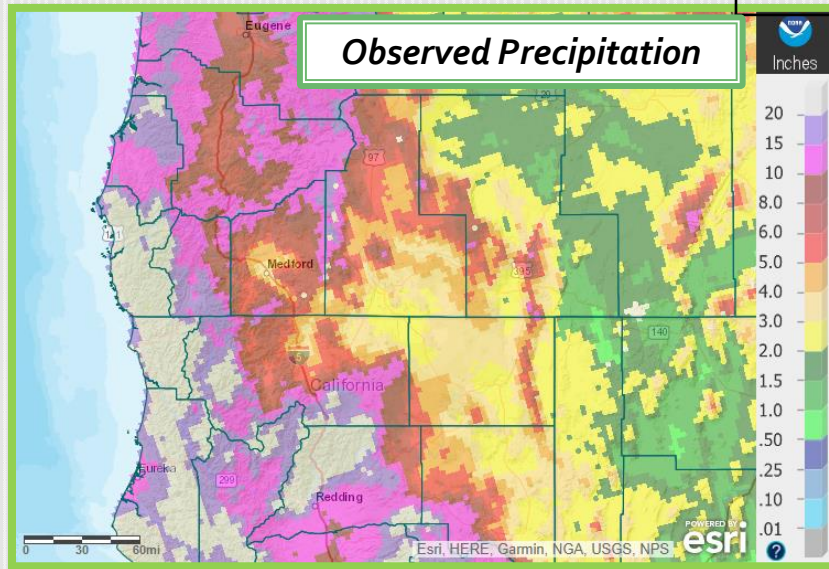 Observed Precipitation
Eugene
20
97
101
Medford
395
140
5
California
Eureka
299
Redding
0 30 60mi
Esri, HERE, Garmin, NGA, USGS, NPS
POWERED BY
esri
NOAA
Inches
20
15
10
8.0
6.0
5.0
4.0
3.0
2.0
1.5
1.0
.50
.25
.10
.01
?